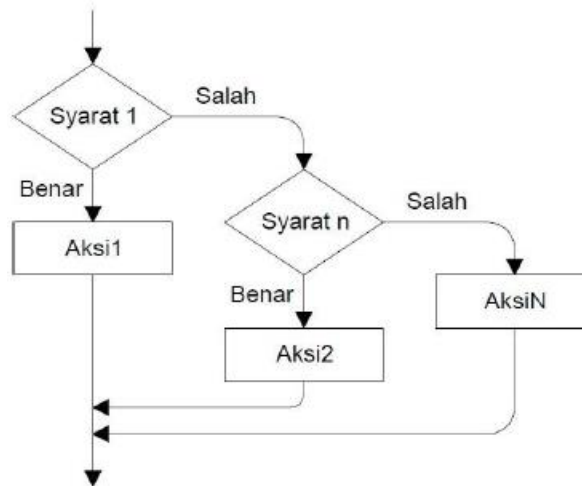 Syarat 1
Salah
Benar
Aksi1
Syarat n
Salah
Benar
Aksi2
AksiN